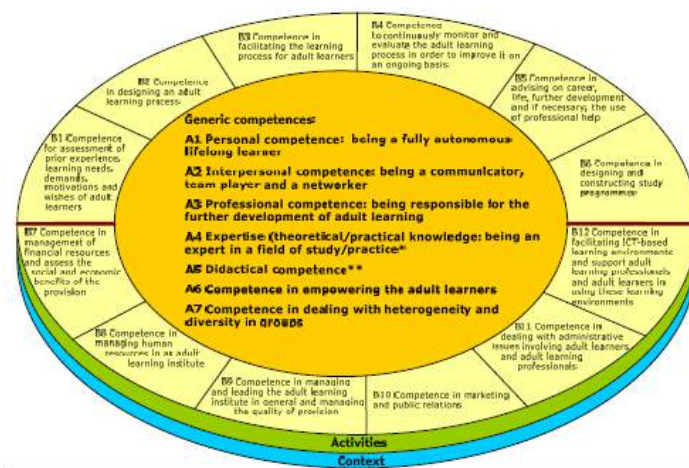 B1 Competence
for assessment of
prior experience,
learning needs,
demands,
motivations and
wishes of adult
learners
B2 Competence
in designing an adult
learning process
B3 Competence in
facilitating the learning
process for adult learners
B4 Competence
to continuously monitor and
evaluate the adult learning
process in order to improve it on
an ongoing basis
B5 Competence in
advising on career,
life, further development
and if necessary, the use
of professional help
B6 Competence in
designing and
constructing study
programmes
Generic competences:
A1 Personal competence: being a fully autonomous
lifelong learner
A2 Interpersonal competence: being a communicator,
team player and a networker
A3 Professional competence: being responsible for the
further development of adult learning
A4 Expertise (theoretical/practical knowledge: being an
expert in a field of study/practice*
A5 Didactical competence**
A6 Competence in empowering the adult learners
A7 Competence in dealing with heterogeneity and
diversity in groups
B7 Competence in
management of
financial resources
and assess the
social and economic
benefits of the
provision
B8 Competence in
managing human
resources in an adult
learning institute
B9 Competence in managing
and leading the adult learning
institute in general and managing
the quality of provision
B10 Competence in marketing
and public relations
B11 Competence in
dealing with administrative
issues involving adult learners
and adult learning
professionals
B12 Competence in
facilitating ICT-based
learning environments
and support adult
learning professionals
and adult learners in
using these learning
environments
Activities
Context